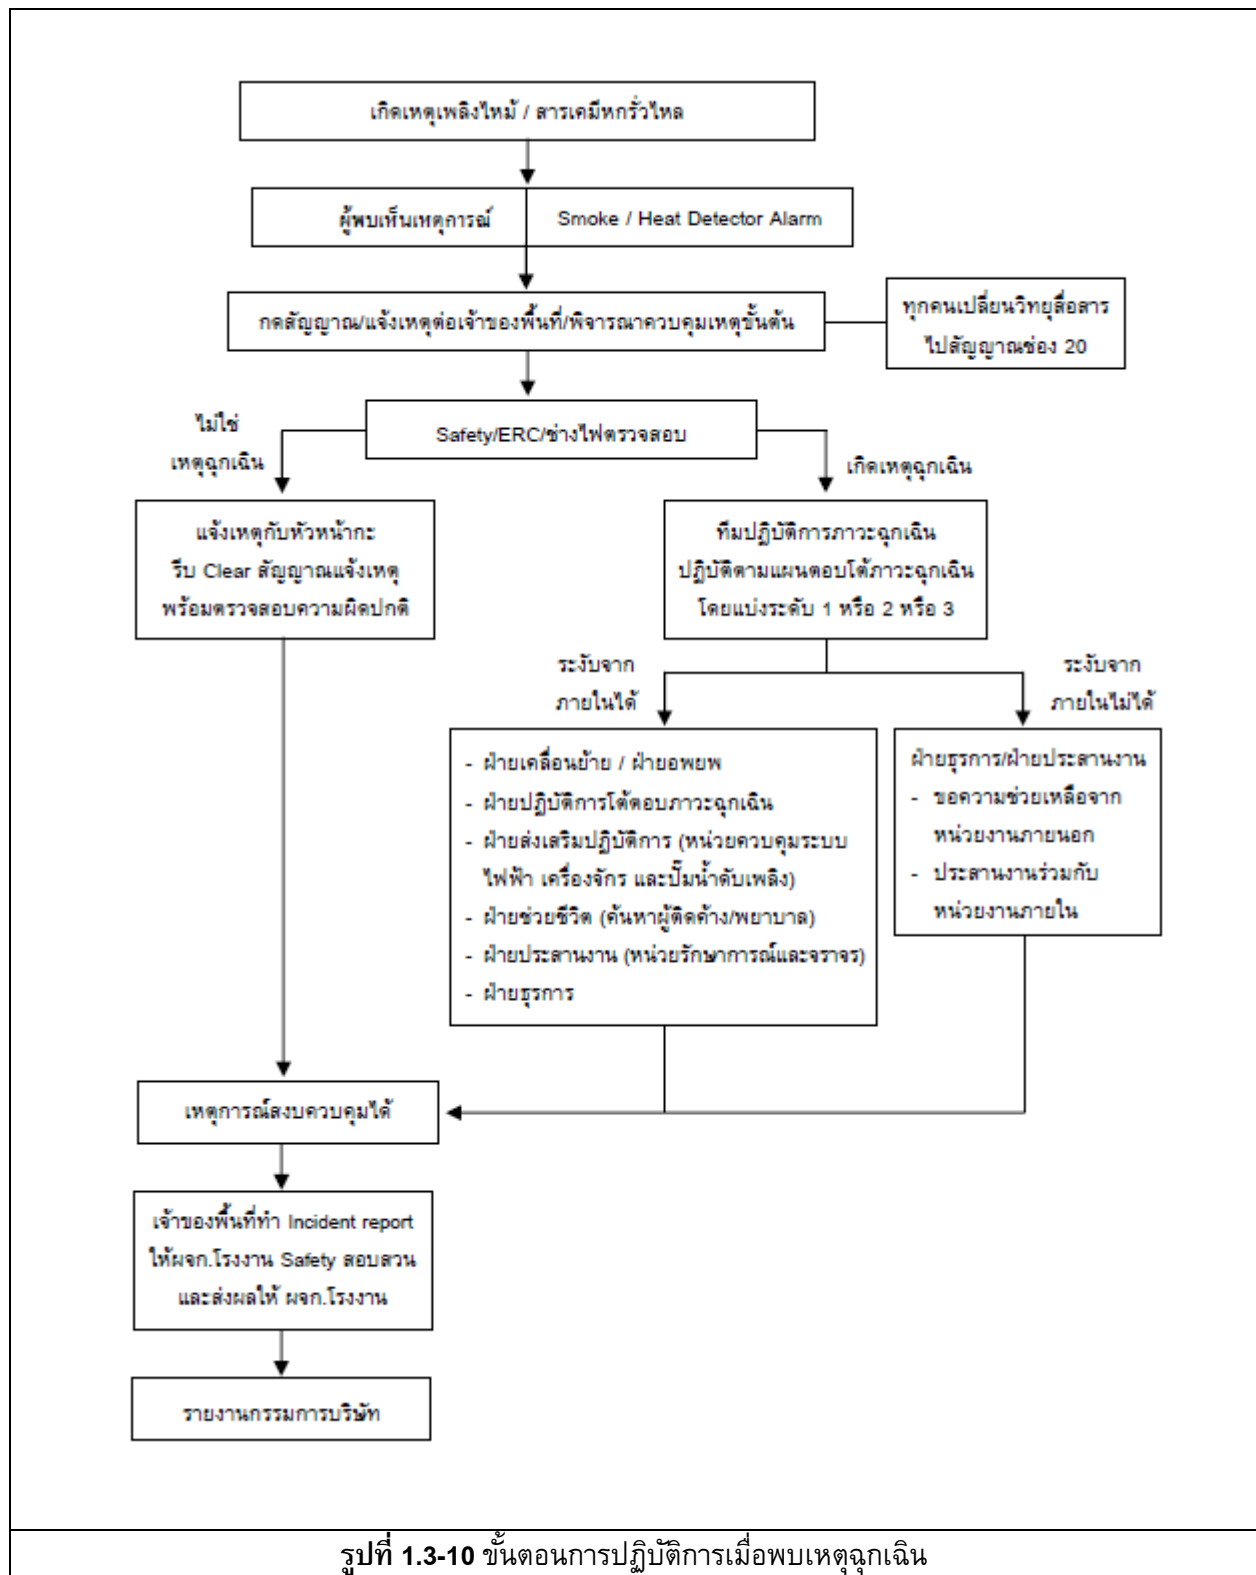 เกิดเหตุเพลิงไหม้ / สารเคมีหกรั่วไหล
ผู้พบเห็นเหตุการณ์
Smoke / Heat Detector Alarm
กดสัญญาณ/แจ้งเหตุต่อเจ้าของพื้นที่/พิจารณาควบคุมเหตุขั้นต้น
ทุกคนเปลี่ยนวิทยุสื่อสาร
ไปสัญญาณช่อง 20
Safety/ERC/ช่างไฟตรวจสอบ
ไม่ใช่
เหตุฉุกเฉิน
เกิดเหตุฉุกเฉิน
แจ้งเหตุกับหัวหน้ากะ
รีบ Clear สัญญาณแจ้งเหตุ
พร้อมตรวจสอบความผิดปกติ
ทีมปฏิบัติการภาวะฉุกเฉิน
ปฏิบัติตามแผนตอบโต้ภาวะฉุกเฉิน
โดยแบ่งระดับ 1 หรือ 2 หรือ 3
ระงับจาก
ภายในได้
ระงับจาก
ภายในไม่ได้
- ฝ่ายเคลื่อนย้าย / ฝ่ายอพยพ
- ฝ่ายปฏิบัติการโต้ตอบภาวะฉุกเฉิน
- ฝ่ายส่งเสริมปฏิบัติการ (หน่วยควบคุมระบบ
ไฟฟ้า เครื่องจักร และปั๊มน้ำดับเพลิง)
- ฝ่ายช่วยชีวิต (ค้นหาผู้ติดค้าง/พยาบาล)
- ฝ่ายประสานงาน (หน่วยรักษาการณ์และจราจร)
- ฝ่ายธุรการ
ฝ่ายธุรการ/ฝ่ายประสานงาน
- ขอความช่วยเหลือจาก
หน่วยงานภายนอก
- ประสานงานร่วมกับ
หน่วยงานภายใน
เหตุการณ์สงบควบคุมได้
เจ้าของพื้นที่ทำ Incident report
ให้ผจก.โรงงาน Safety สอบสวน
และส่งผลให้ ผจก.โรงงาน
รายงานกรรมการบริษัท
รูปที่ 1.3-10 ขั้นตอนการปฏิบัติการเมื่อพบเหตุฉุกเฉิน